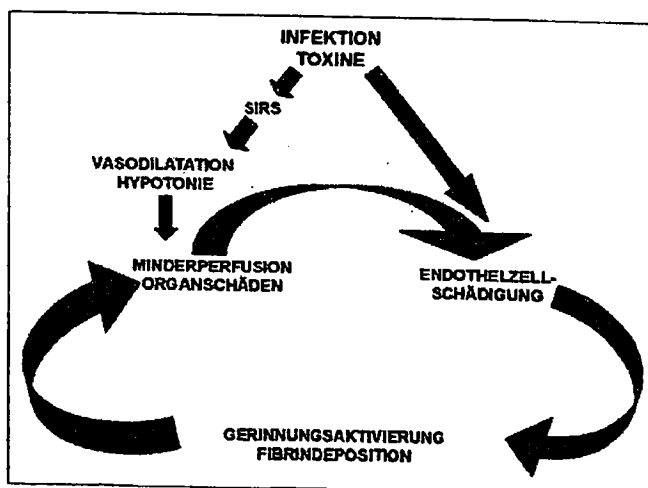 INFEKTION
TOXINE
SIRS
VASODILATATION
HYPOTONIE
MINDERPERFUSION
ORGANSCHÄDEN
ENDOTHELZELL-
SCHÄDIGUNG
GERINNUNGSAKTIVIERUNG
FIBRINDEPOSITION